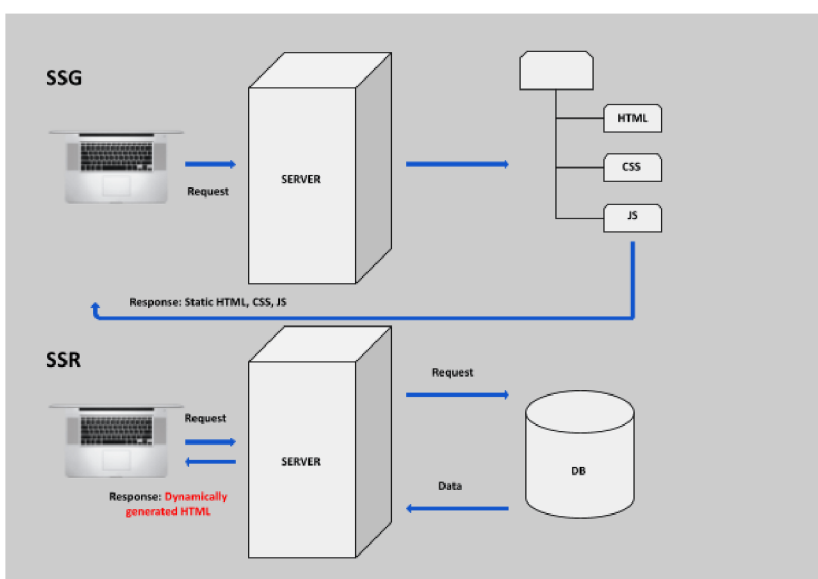 SSG
HTML
CSS
JS
Request
SERVER
Response: Static HTML, CSS, JS
SSR
Request
Request
SERVER
DB
Data
Response: Dynamically
generated HTML